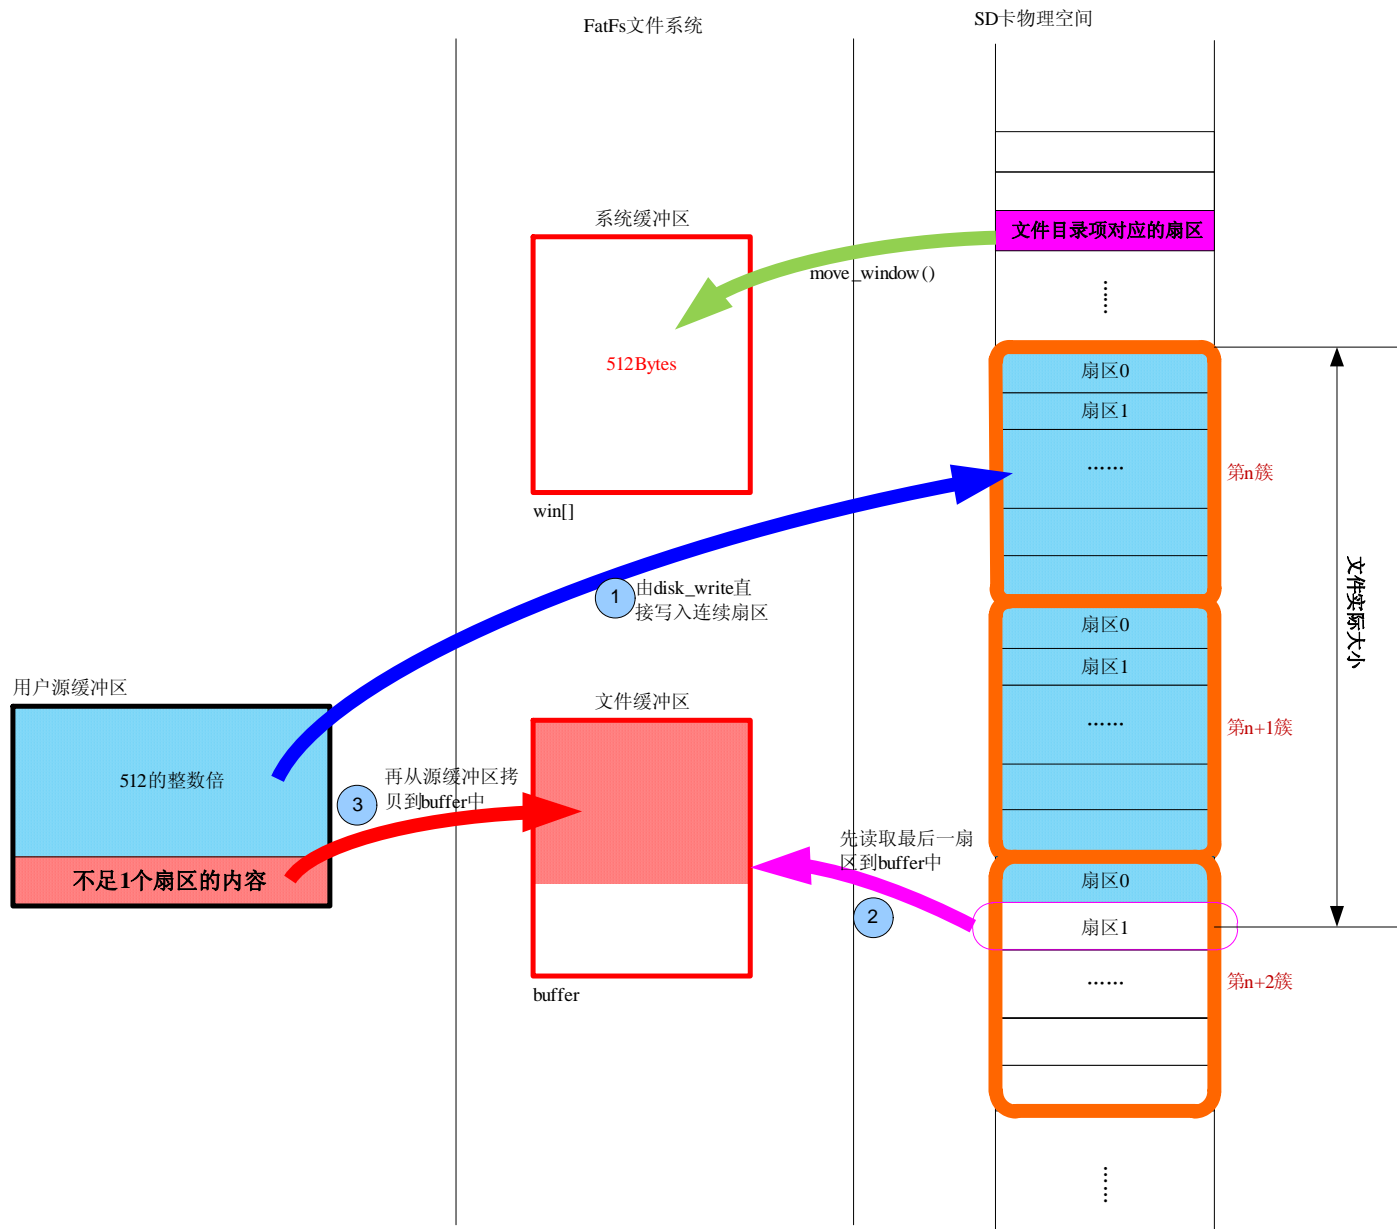 FatFs文件系统
SD卡物理空间
系统缓冲区
文件目录项对应的扇区
move_window()
512Bytes
win[]
扇区0
扇区1
......
第n簇
1
由disk_write直
接写入连续扇区
文件实际大小
扇区0
扇区1
......
第n+1簇
用户源缓冲区
512的整数倍
不足1个扇区的内容
文件缓冲区
3
再从源缓冲区拷
贝到buffer中
先读取最后一扇
区到buffer中
2
buffer
扇区0
扇区1
......
第n+2簇